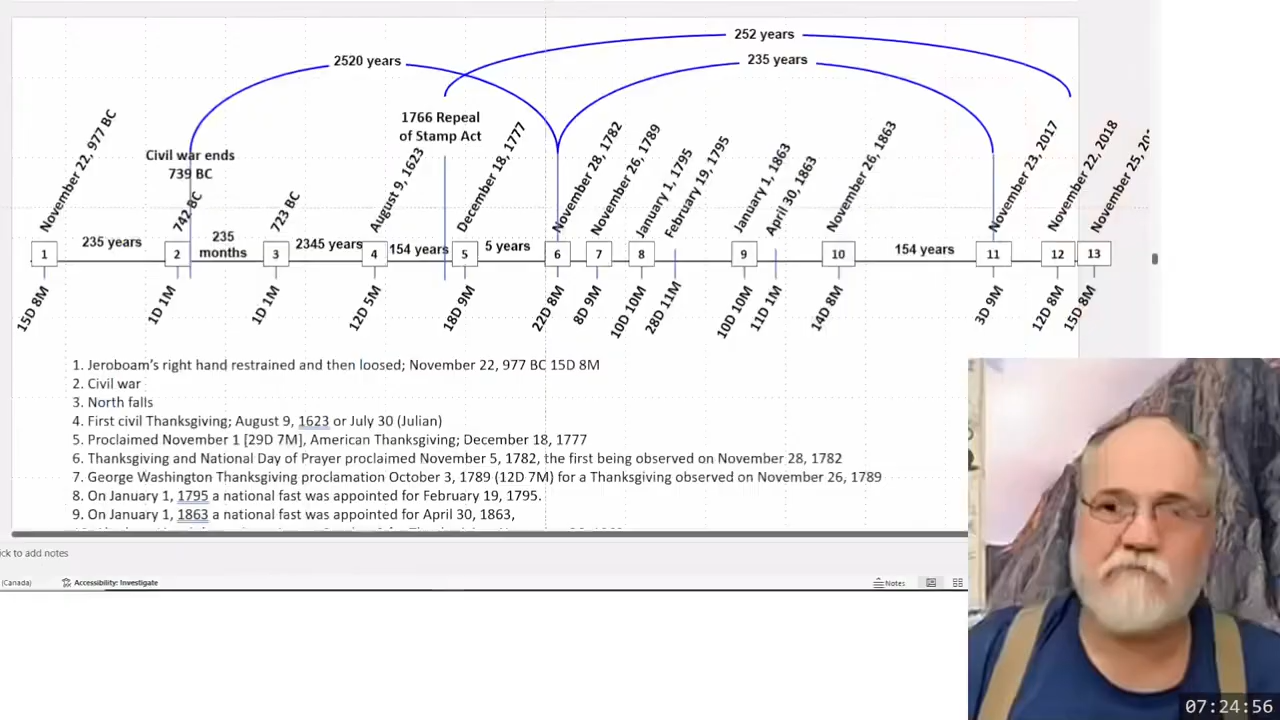 252 years
2520 years
235 years
1766 Repeal
of Stamp Act
Civil war ends
739 BC
November 22, 977 BC
742 BC
723 BC
August 9, 1623
December 18, 1777
November 28, 1782
November 26, 1789
January 1, 1795
February 19, 1795
January 1, 1863
April 30, 1863
November 26, 1863
November 23, 2017
November 22, 2018
November 25,
235 years
235
months
2345 years
154 years
5 years
154 years
1 2 3 4 5 6 7 8 9 10 11 12 13
15D 8M
1D 1M
1D 1M
12D 5M
18D 9M
22D 8M
8D 9M
10D 10M
28D 11M
10D 10M
11D 1M
14D 8M
3D 9M
12D 8M
15D 8M
1. Jeroboam's right hand restrained and then loosed; November 22, 977 BC 15D 8M
2. Civil war
3. North falls
4. First civil Thanksgiving; August 9, 1623 or July 30 (Julian)
5. Proclaimed November 1 [29D 7M], American Thanksgiving; December 18, 1777
6. Thanksgiving and National Day of Prayer proclaimed November 5, 1782, the first being observed on November 28, 1782
7. George Washington Thanksgiving proclamation October 3, 1789 (12D 7M) for a Thanksgiving observed on November 26, 1789
8. On January 1, 1795 a national fast was appointed for February 19, 1795.
9. On January 1, 1863 a national fast was appointed for April 30, 1863,
ck to add notes
(Canada)
Accessibility: Investigate
Notes
07:24:56